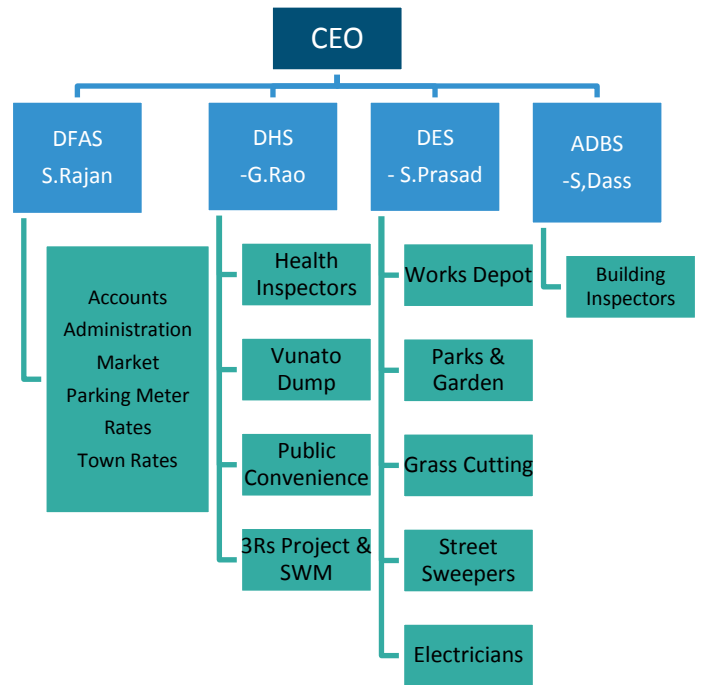 CEO
DFAS
S.Rajan
DHS
-G.Rao
DES
- S.Prasad
ADBS
-S,Dass
Accounts
Administration
Market
Parking Meter
Rates
Town Rates
Health
Inspectors
Vunato
Dump
Public
Convenience
3Rs Project &
SWM
Works Depot
Parks &
Garden
Grass Cutting
Street
Sweepers
Electricians
Building
Inspectors